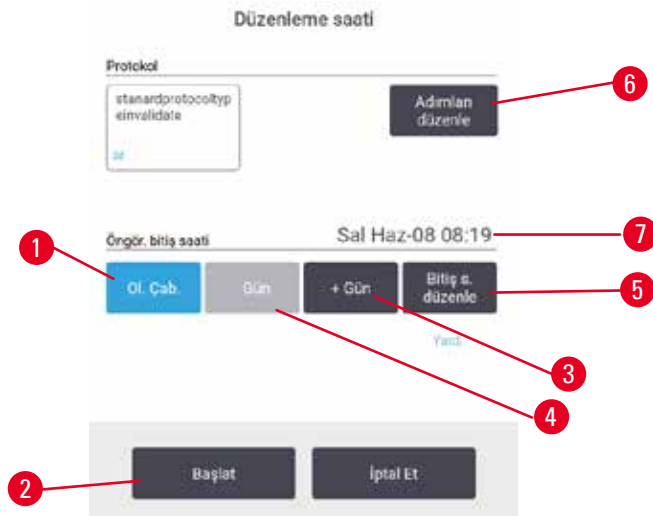 Düzenleme saati
Protokol
stanardprotocoltyp
einvalidate
Adımları
düzenle
6
1
Öngör. bitiş saati
Sal Haz-08 08:19
7
Ol. Çab.
Gün
+ Gün
Bitiş s.
düzenle
5
3
4
2
Başlat
İptal Et